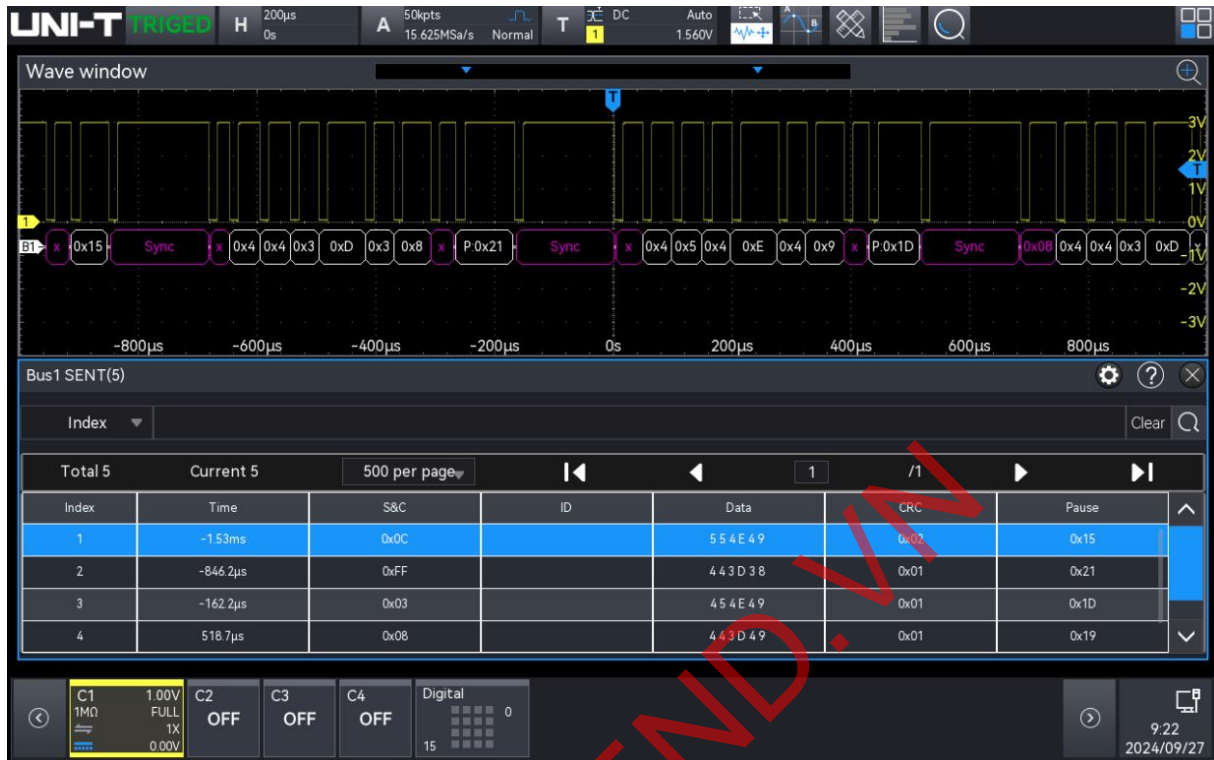 UNI-T TRIGED H 200μs 0s A 50kpts 15.625MSa/s Normal T DC 1 Auto 1.560V A B
Wave window
T
3V
2V
T
1V
1
0V
B1 x 0x15 Sync x 0x4 0x4 0x3 0xD 0x3 0x8 x P:0x21 Sync x 0x4 0x5 0x4 0xE 0x4 0x9 x P:0x1D Sync 0x08 0x4 0x4 0x3 0xD
-1V
-2V
-3V
-800μs -600μs -400μs -200μs 0s 200μs 400μs 600μs 800μs
Bus1 SENT(5)
Index Clear
Total 5 Current 5 500 per page 1 /1
Index Time S&C ID Data CRC Pause
1 -1.53ms 0x0C 5 5 4 E 4 9 0x02 0x15
2 -846.2μs 0xFF 4 4 3 D 3 8 0x01 0x21
3 -162.2μs 0x03 4 5 4 E 4 9 0x01 0x1D
4 518.7μs 0x08 4 4 3 D 4 9 0x01 0x19
C1 1.00V C2 C3 C4 Digital
1MΩ FULL OFF OFF OFF 0
1X
0.00V 15
9:22
2024/09/27
ND.VN